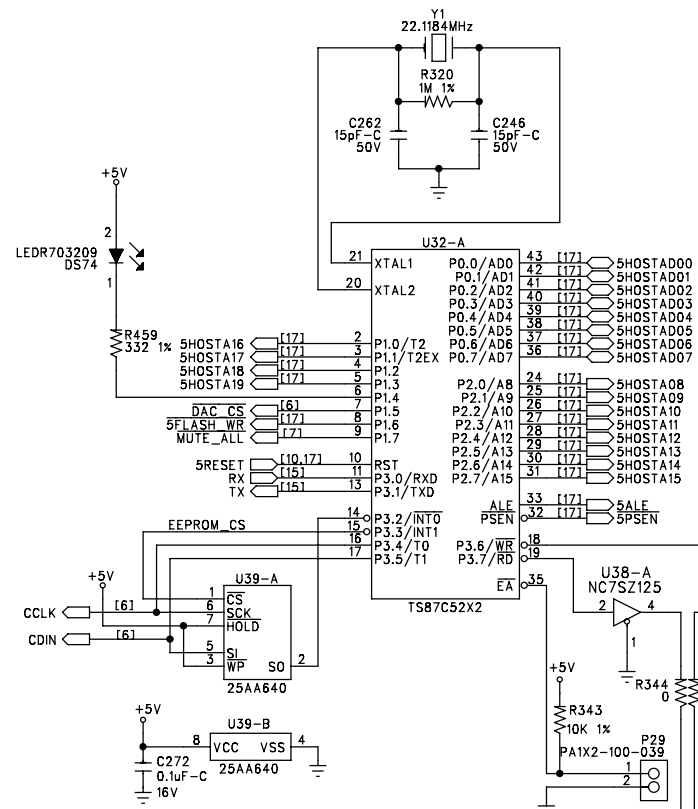 Y1
22.1184MHz
R320
1M 1%
C262
15pF-C
50V
C246
15pF-C
50V
+5V
2
LEDR703209
DS74
1
R459
332 1%
U32-A
21 XTAL1
20 XTAL2
5HOSTA16 [17] 2 P1.0/T2
5HOSTA17 [17] 3 P1.1/T2EX
5HOSTA18 [17] 4 P1.2
5HOSTA19 [17] 5 P1.3
6 P1.4
DAC_CS [6] 7 P1.5
5FLASH_WR [17] 8 P1.6
MUTE_ALL [7] 9 P1.7
5RESET [10,17] 10 RST
RX [15] 11 P3.0/RXD
TX [15] 13 P3.1/TXD
14 P3.2/INT0
EEPROM_CS 15 P3.3/INT1
16 P3.4/T0
17 P3.5/T1
P0.0/AD0 43 [17] 5HOSTAD00
P0.1/AD1 42 [17] 5HOSTAD01
P0.2/AD2 41 [17] 5HOSTAD02
P0.3/AD3 40 [17] 5HOSTAD03
P0.4/AD4 39 [17] 5HOSTAD04
P0.5/AD5 38 [17] 5HOSTAD05
P0.6/AD6 37 [17] 5HOSTAD06
P0.7/AD7 36 [17] 5HOSTAD07
P2.0/A8 24 [17] 5HOSTA08
P2.1/A9 25 [17] 5HOSTA09
P2.2/A10 26 [17] 5HOSTA10
P2.3/A11 27 [17] 5HOSTA11
P2.4/A12 28 [17] 5HOSTA12
P2.5/A13 29 [17] 5HOSTA13
P2.6/A14 30 [17] 5HOSTA14
P2.7/A15 31 [17] 5HOSTA15
ALE 33 [17] 5ALE
PSEN 32 [17] 5PSEN
P3.6/WR 18
P3.7/RD 19
EA 35
TS87C52X2
+5V
U39-A
1 CS
CCLK [6] 6 SCK
7 HOLD
CDIN [6]
5 SI
3 WP
SO 2
25AA640
U38-A
NC7SZ125
2 4
1
R344
0
+5V
R343
10K 1%
P29
PA1X2-100-039
1
2
+5V
U39-B
8 VCC VSS 4
25AA640
C272
0.1uF-C
16V